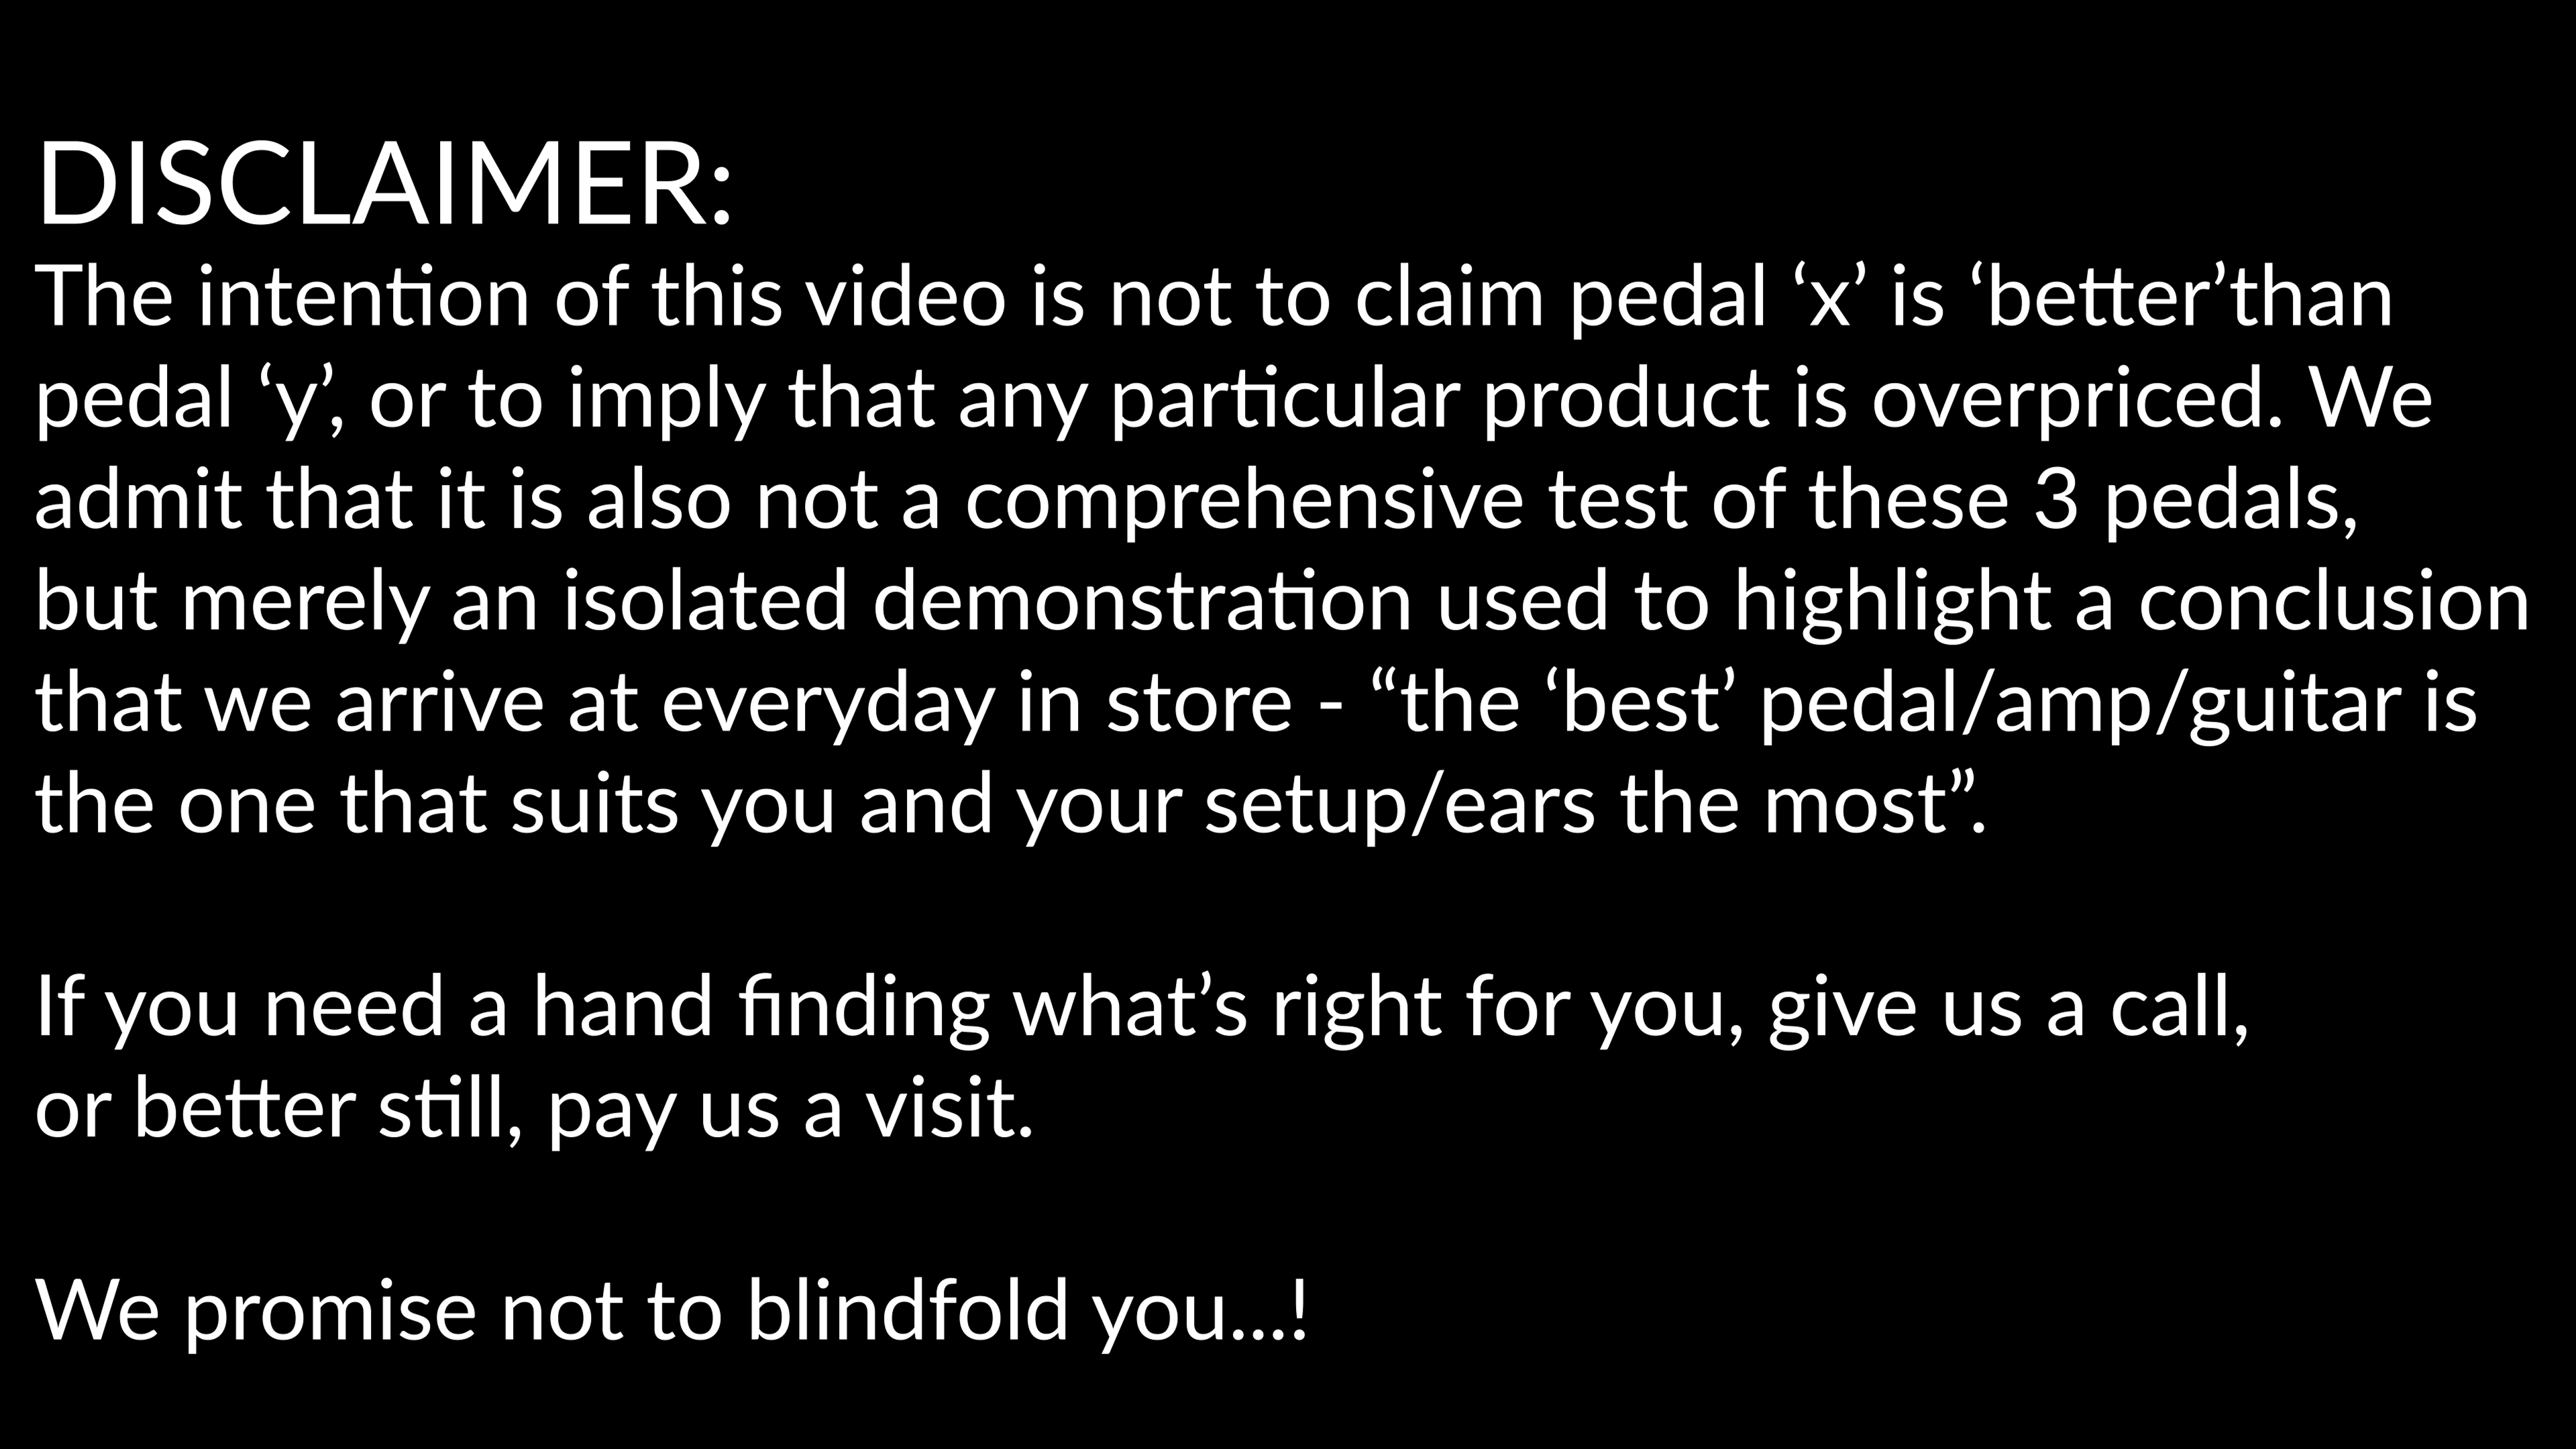 DISCLAIMER:
The intention of this video is not to claim pedal ‘x’ is ‘better’than
pedal ‘y’, or to imply that any particular product is overpriced. We
admit that it is also not a comprehensive test of these 3 pedals,
but merely an isolated demonstration used to highlight a conclusion
that we arrive at everyday in store - “the ‘best’ pedal/amp/guitar is
the one that suits you and your setup/ears the most”.
If you need a hand finding what’s right for you, give us a call,
or better still, pay us a visit.
We promise not to blindfold you...!